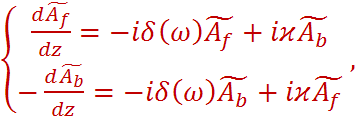 { dÃ_f/dz = −iδ(ω)Ã_f + iϰÃ_b
−dÃ_b/dz = −iδ(ω)Ã_b + iϰÃ_f ,